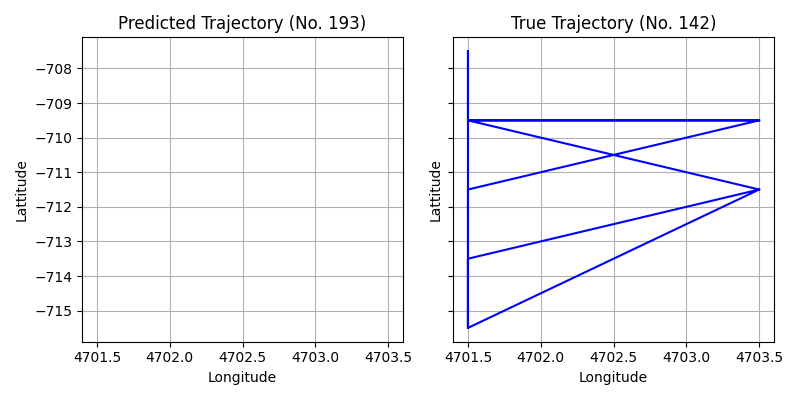 Predicted Trajectory (No. 193)
True Trajectory (No. 142)
Lattitude
−708
−709
−710
−711
−712
−713
−714
−715
4701.5 4702.0 4702.5 4703.0 4703.5
Longitude
Lattitude
4701.5 4702.0 4702.5 4703.0 4703.5
Longitude